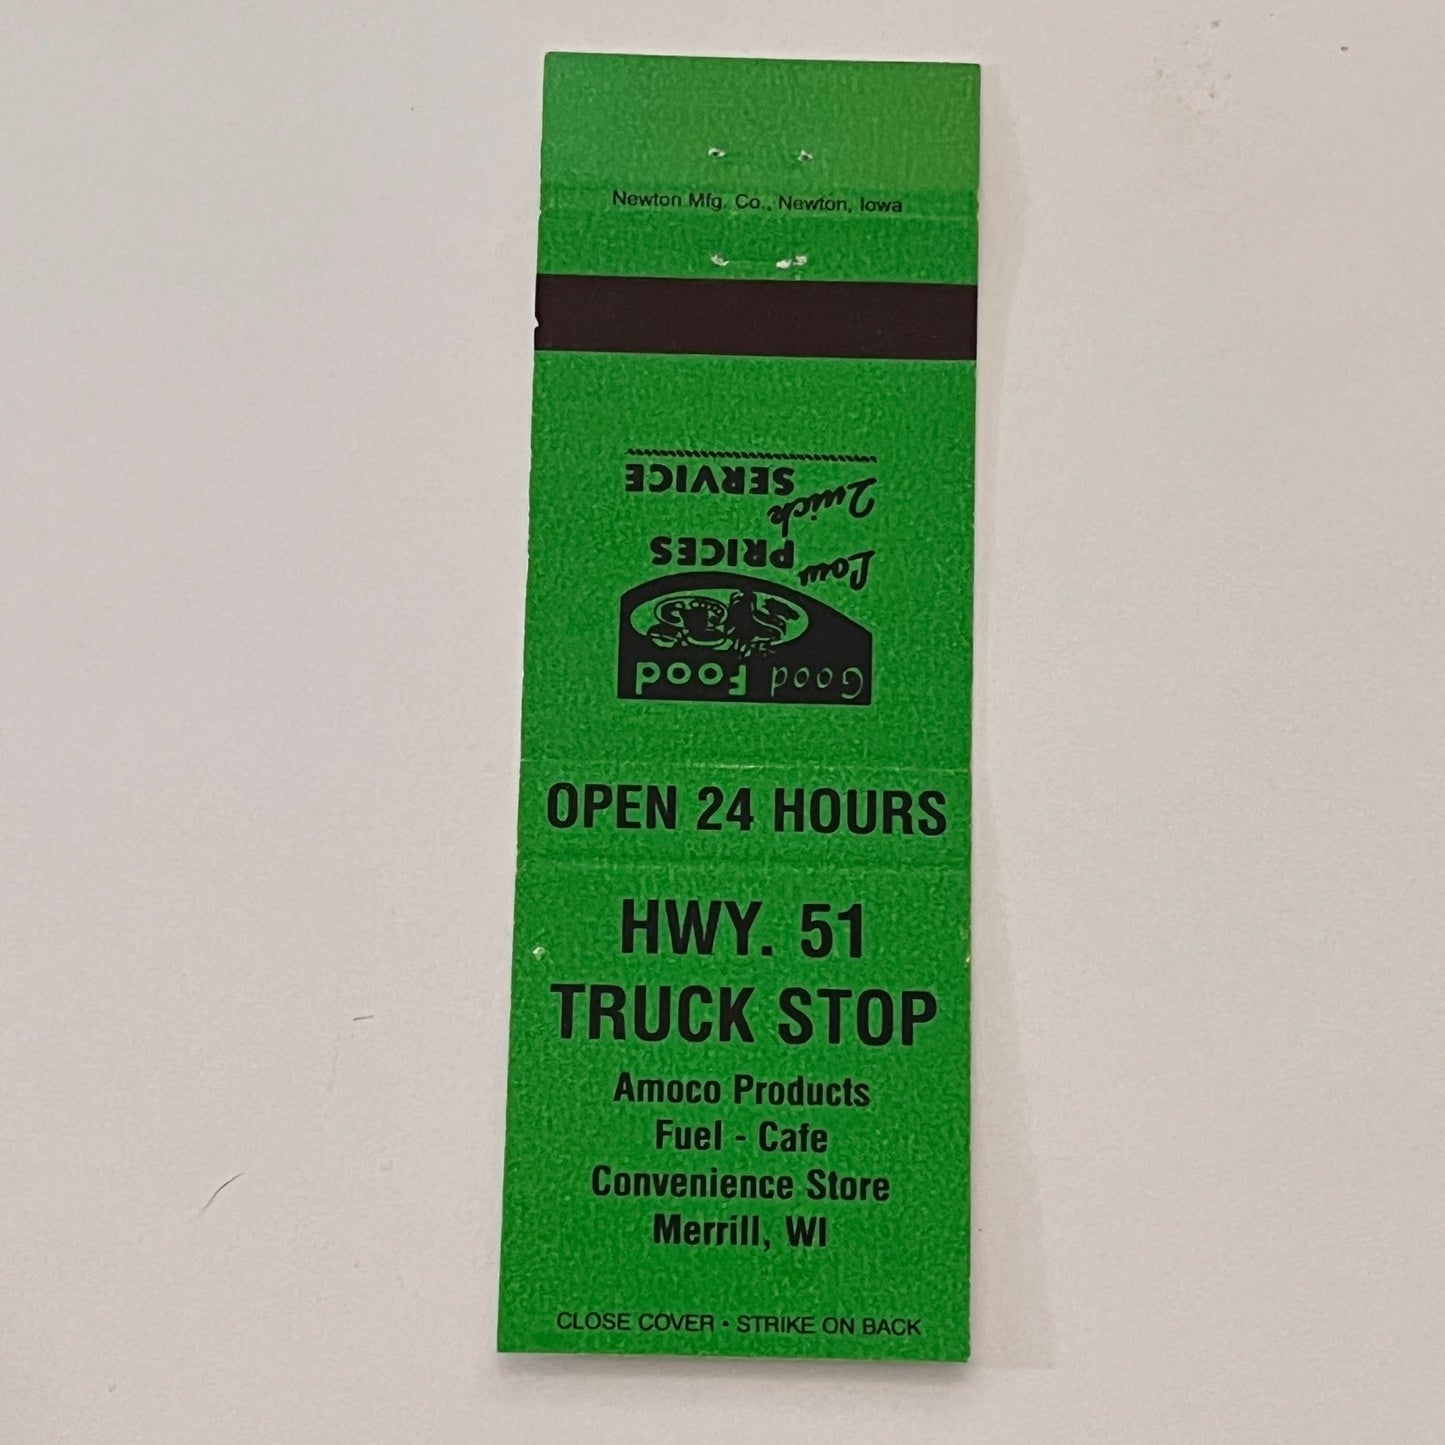 Newton Mfg. Co., Newton, Iowa
Good Food
Low PRICES
Quick SERVICE
OPEN 24 HOURS
HWY. 51
TRUCK STOP
Amoco Products
Fuel - Cafe
Convenience Store
Merrill, WI
CLOSE COVER • STRIKE ON BACK